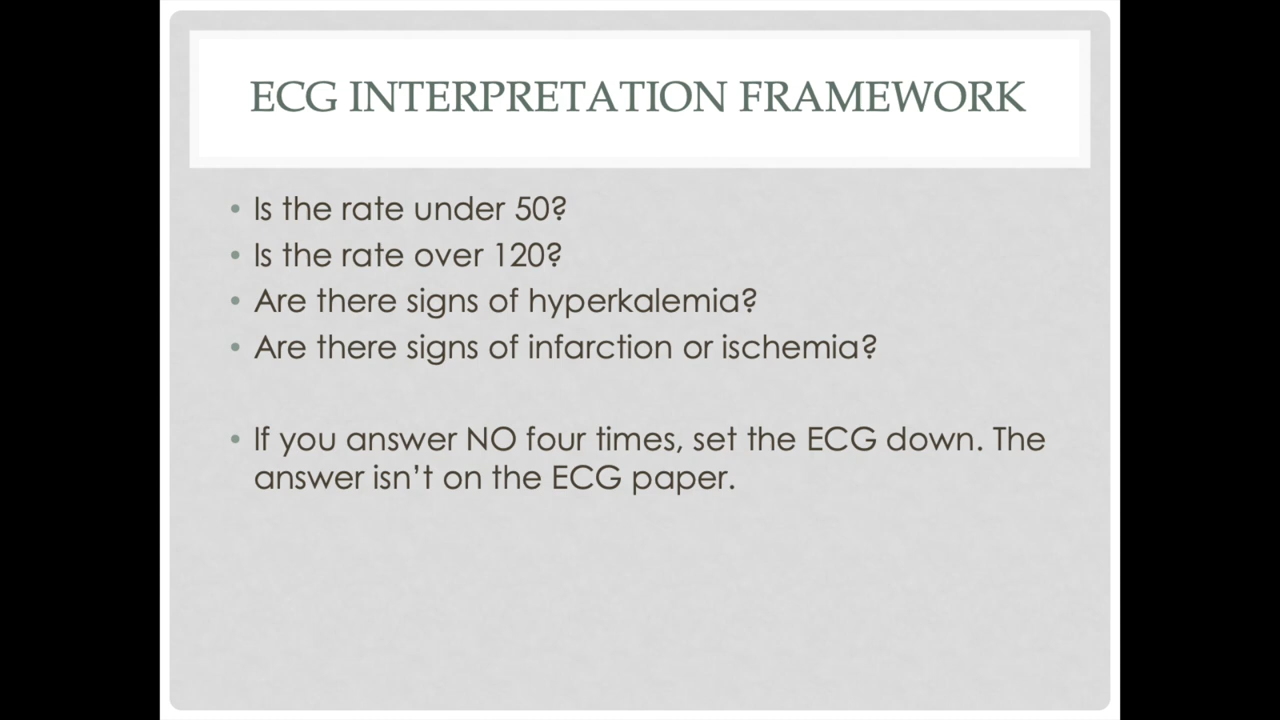 ECG INTERPRETATION FRAMEWORK
• Is the rate under 50?
• Is the rate over 120?
• Are there signs of hyperkalemia?
• Are there signs of infarction or ischemia?
• If you answer NO four times, set the ECG down. The
answer isn’t on the ECG paper.